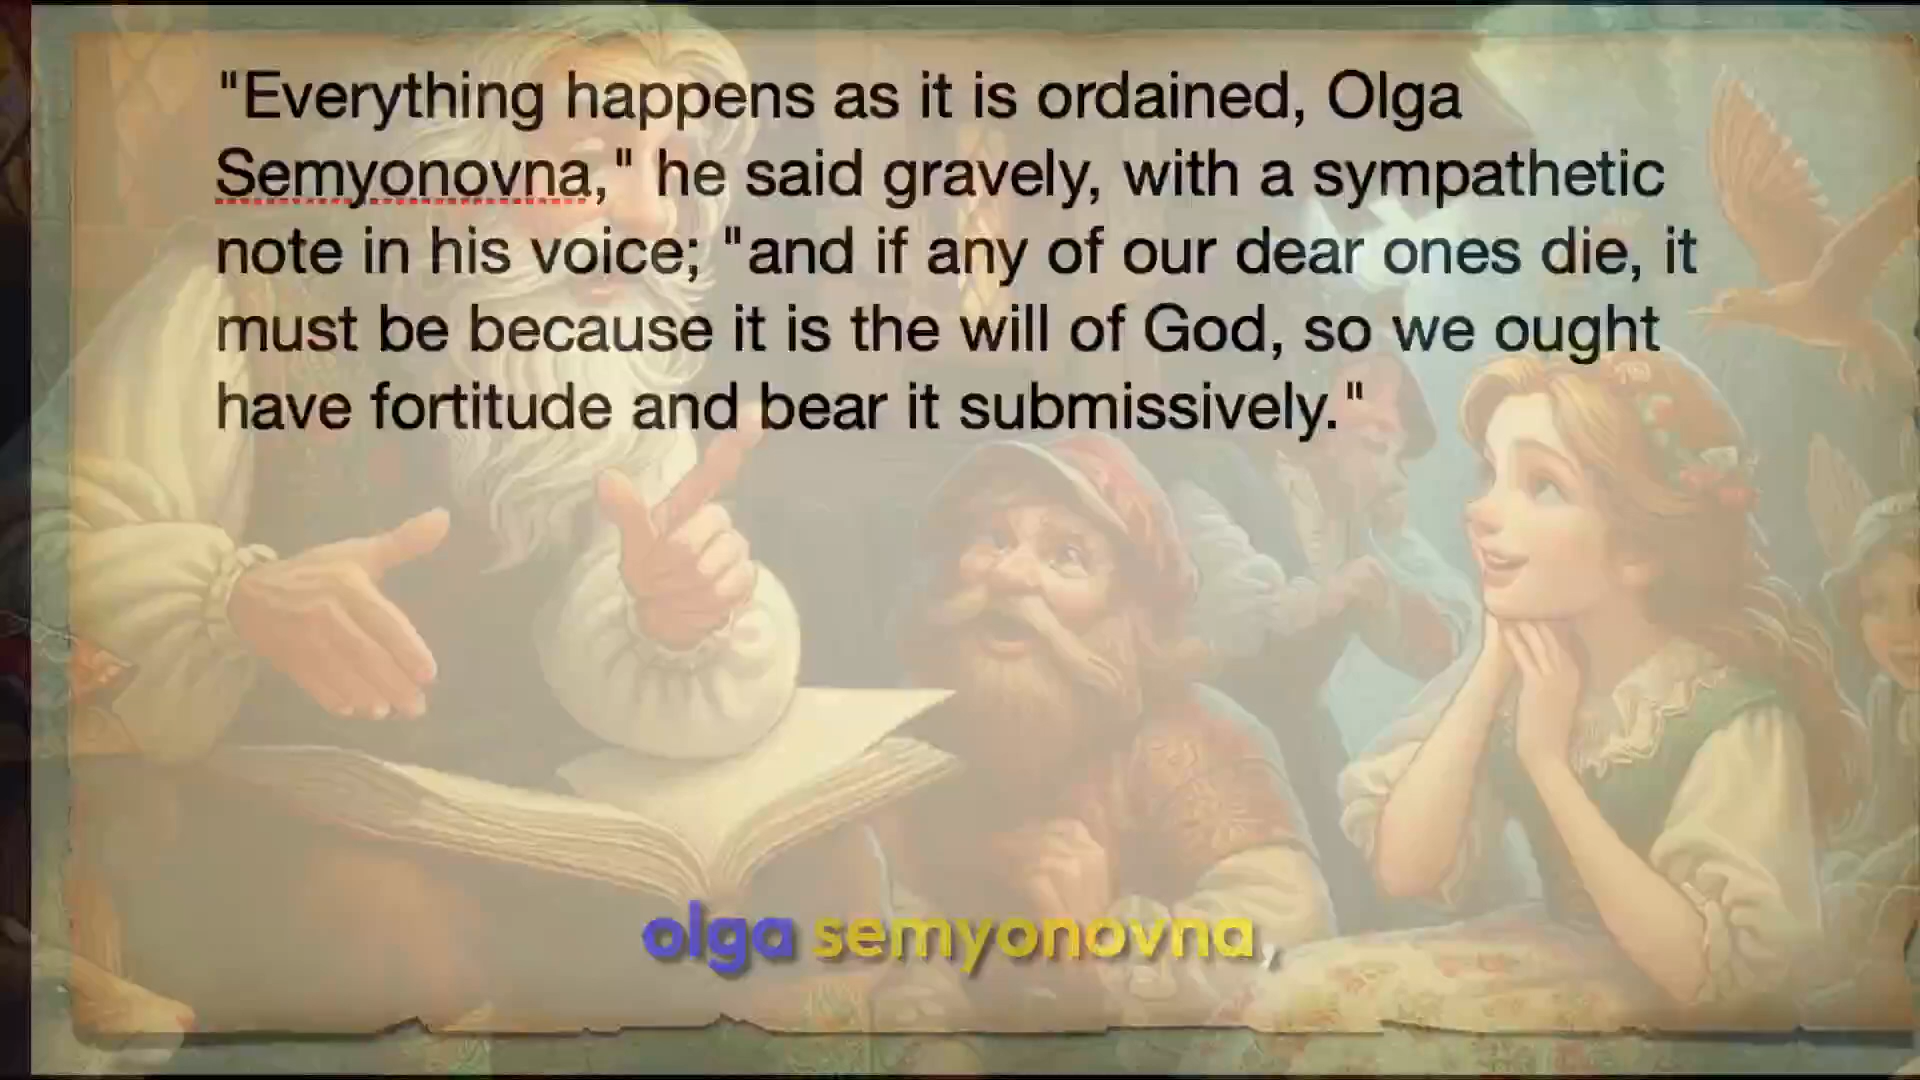 "Everything happens as it is ordained, Olga
Semyonovna," he said gravely, with a sympathetic
note in his voice; "and if any of our dear ones die, it
must be because it is the will of God, so we ought
have fortitude and bear it submissively."
olga semyonovna,